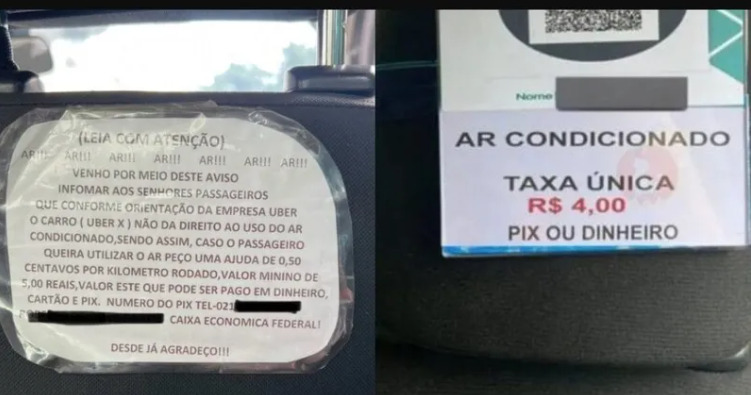 (LEIA COM ATENÇÃO)
AR!!! AR!!! AR!!! AR!!! AR!!! AR!!! AR!!!
VENHO POR MEIO DESTE AVISO
INFOMAR AOS SENHORES PASSAGEIROS
QUE CONFORME ORIENTAÇÃO DA EMPRESA UBER
O CARRO ( UBER X ) NÃO DA DIREITO AO USO DO AR
CONDICIONADO,SENDO ASSIM, CASO O PASSAGEIRO
QUEIRA UTILIZAR O AR PEÇO UMA AJUDA DE 0,50
CENTAVOS POR KILOMETRO RODADO,VALOR MININO DE
5,00 REAIS,VALOR ESTE QUE PODE SER PAGO EM DINHEIRO,
CARTÃO E PIX. NUMERO DO PIX TEL-021
CAIXA ECONOMICA FEDERAL!
DESDE JÁ AGRADEÇO!!!
Nome
AR CONDICIONADO
TAXA ÚNICA
R$ 4,00
PIX OU DINHEIRO